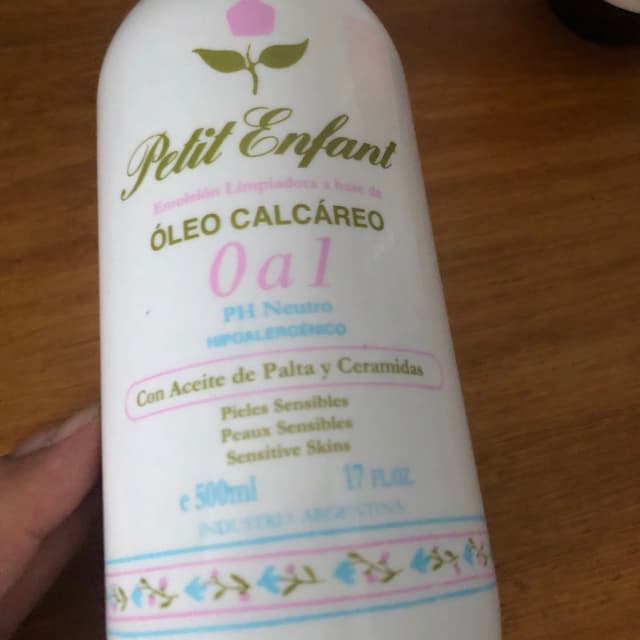 Petit Enfant
Emulsión Limpiadora a base de
ÓLEO CALCÁREO
0 a 1
PH Neutro
HIPOALERGÉNICO
Con Aceite de Palta y Ceramidas
Pieles Sensibles
Peaux Sensibles
Sensitive Skins
e 500ml 17 FL.OZ.
INDUSTRIA ARGENTINA